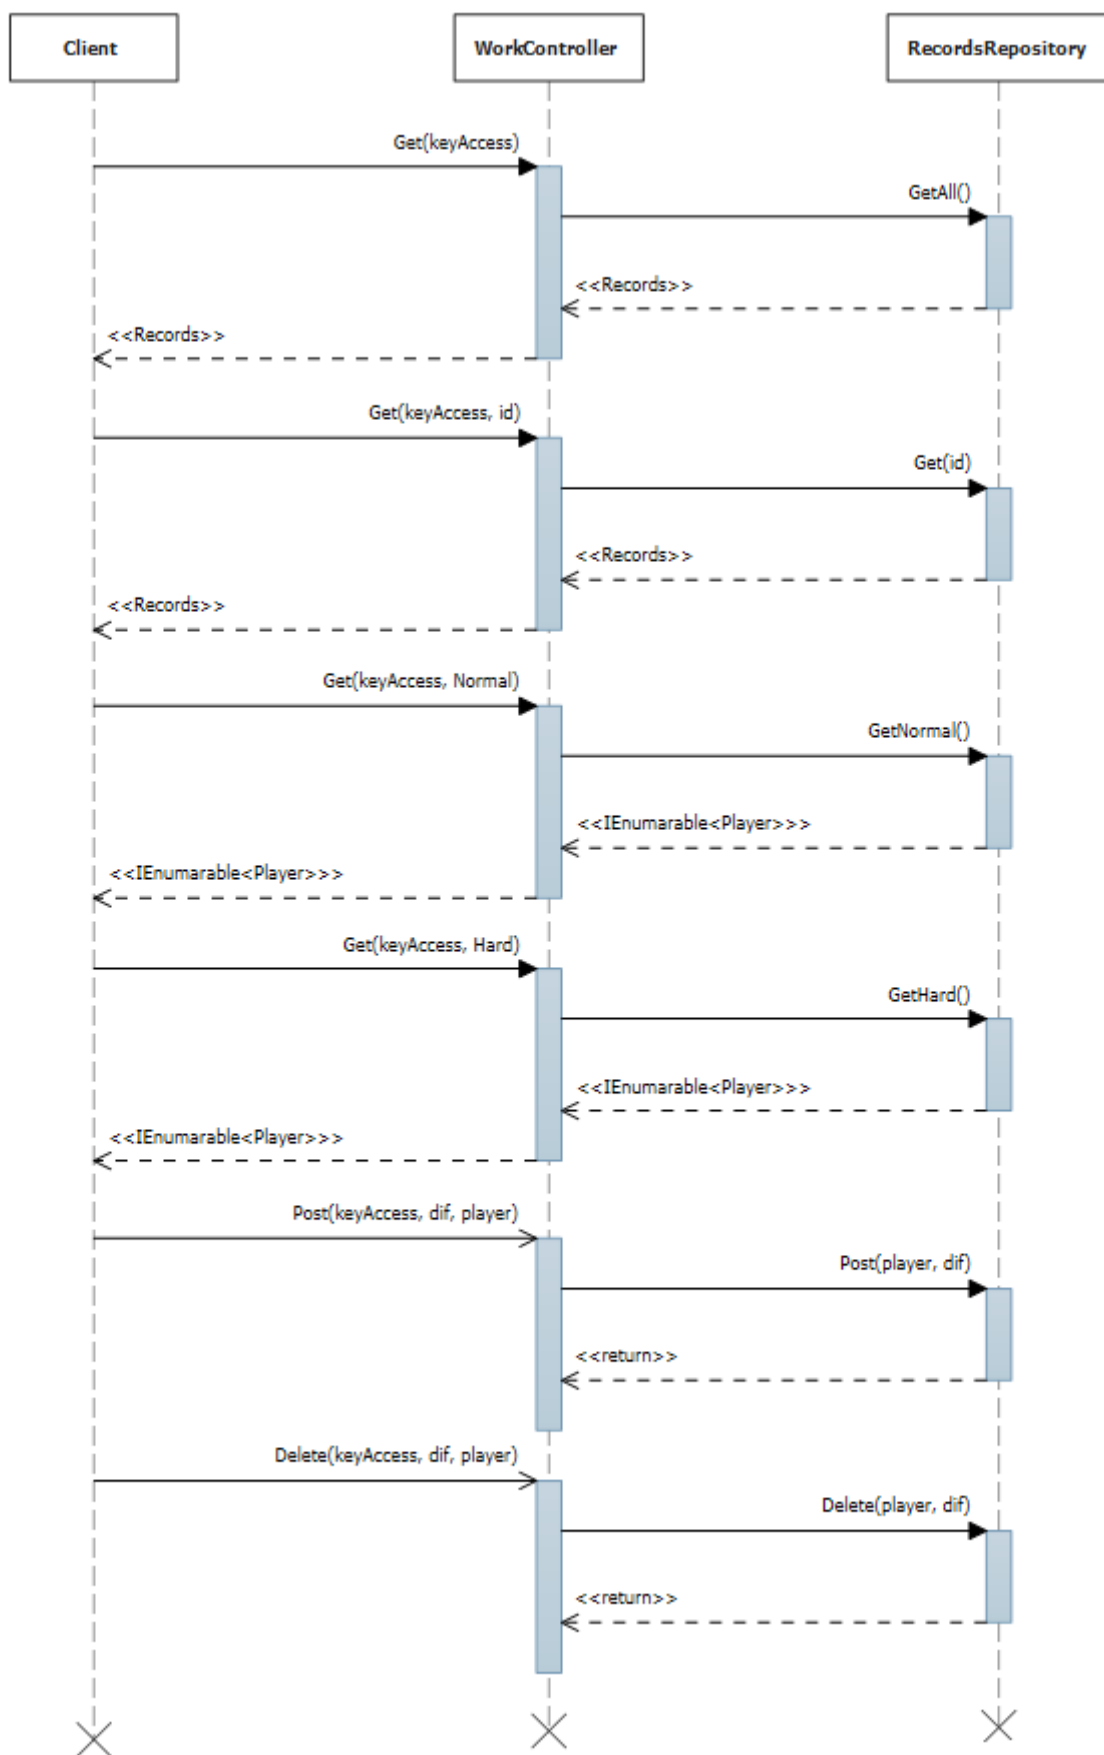 Client
WorkController
RecordsRepository
Get(keyAccess)
GetAll()
<<Records>>
<<Records>>
Get(keyAccess, id)
Get(id)
<<Records>>
<<Records>>
Get(keyAccess, Normal)
GetNormal()
<<IEnumarable<Player>>>
<<IEnumarable<Player>>>
Get(keyAccess, Hard)
GetHard()
<<IEnumarable<Player>>>
<<IEnumarable<Player>>>
Post(keyAccess, dif, player)
Post(player, dif)
<<return>>
Delete(keyAccess, dif, player)
Delete(player, dif)
<<return>>